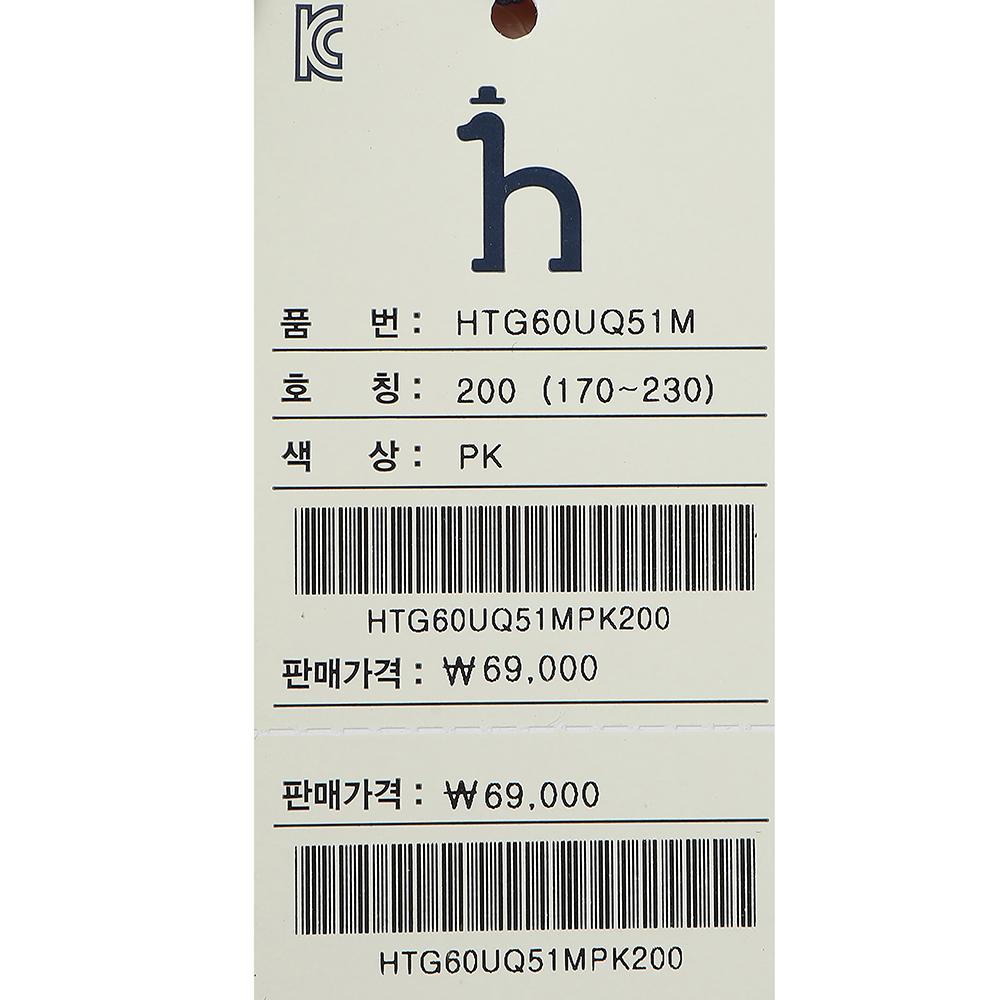 KC
h
품 번 : HTG60UQ51M
호 칭 : 200 (170~230)
색 상 : PK
HTG60UQ51MPK200
판매가격 : ₩69,000
판매가격 : ₩69,000
HTG60UQ51MPK200